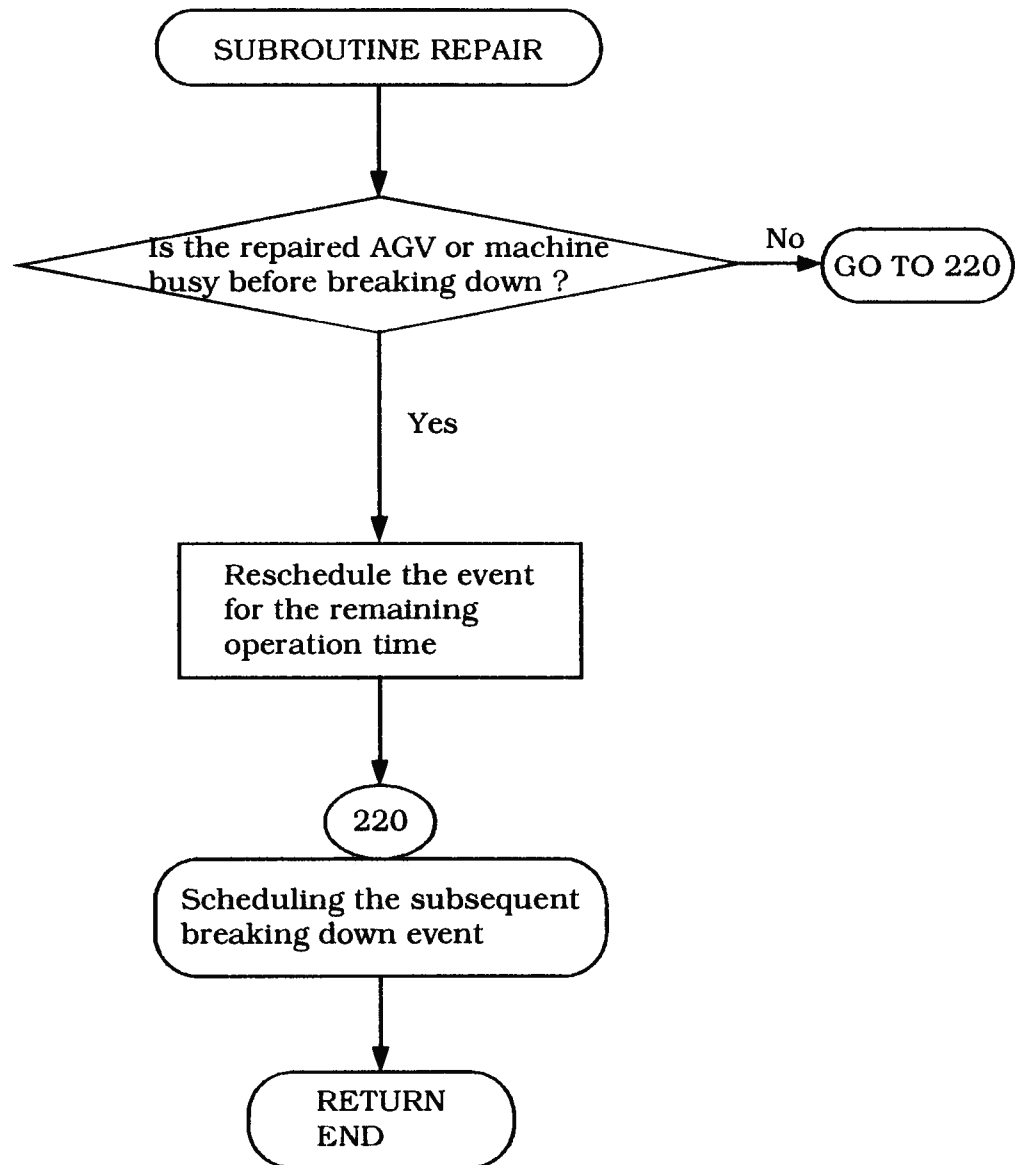 SUBROUTINE REPAIR
Is the repaired AGV or machine
busy before breaking down ?
No
GO TO 220
Yes
Reschedule the event
for the remaining
operation time
220
Scheduling the subsequent
breaking down event
RETURN
END